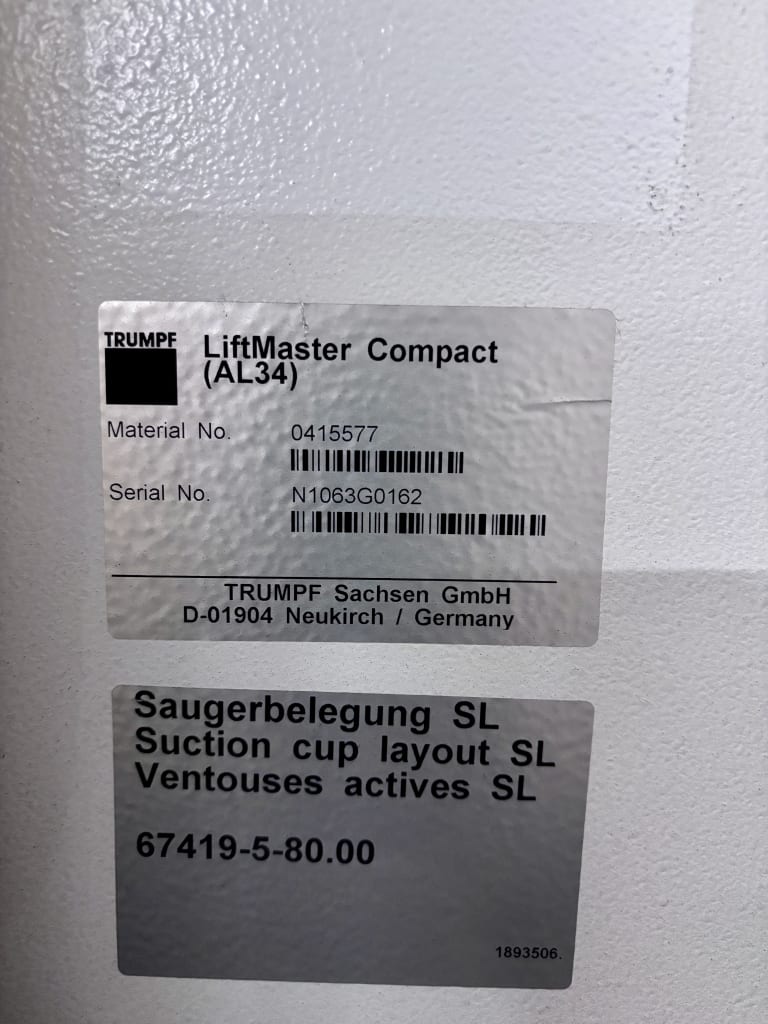 TRUMPF
LiftMaster Compact
(AL34)
Material No. 0415577
Serial No. N1063G0162
TRUMPF Sachsen GmbH
D-01904 Neukirch / Germany
Saugerbelegung SL
Suction cup layout SL
Ventouses actives SL
67419-5-80.00
1893506.